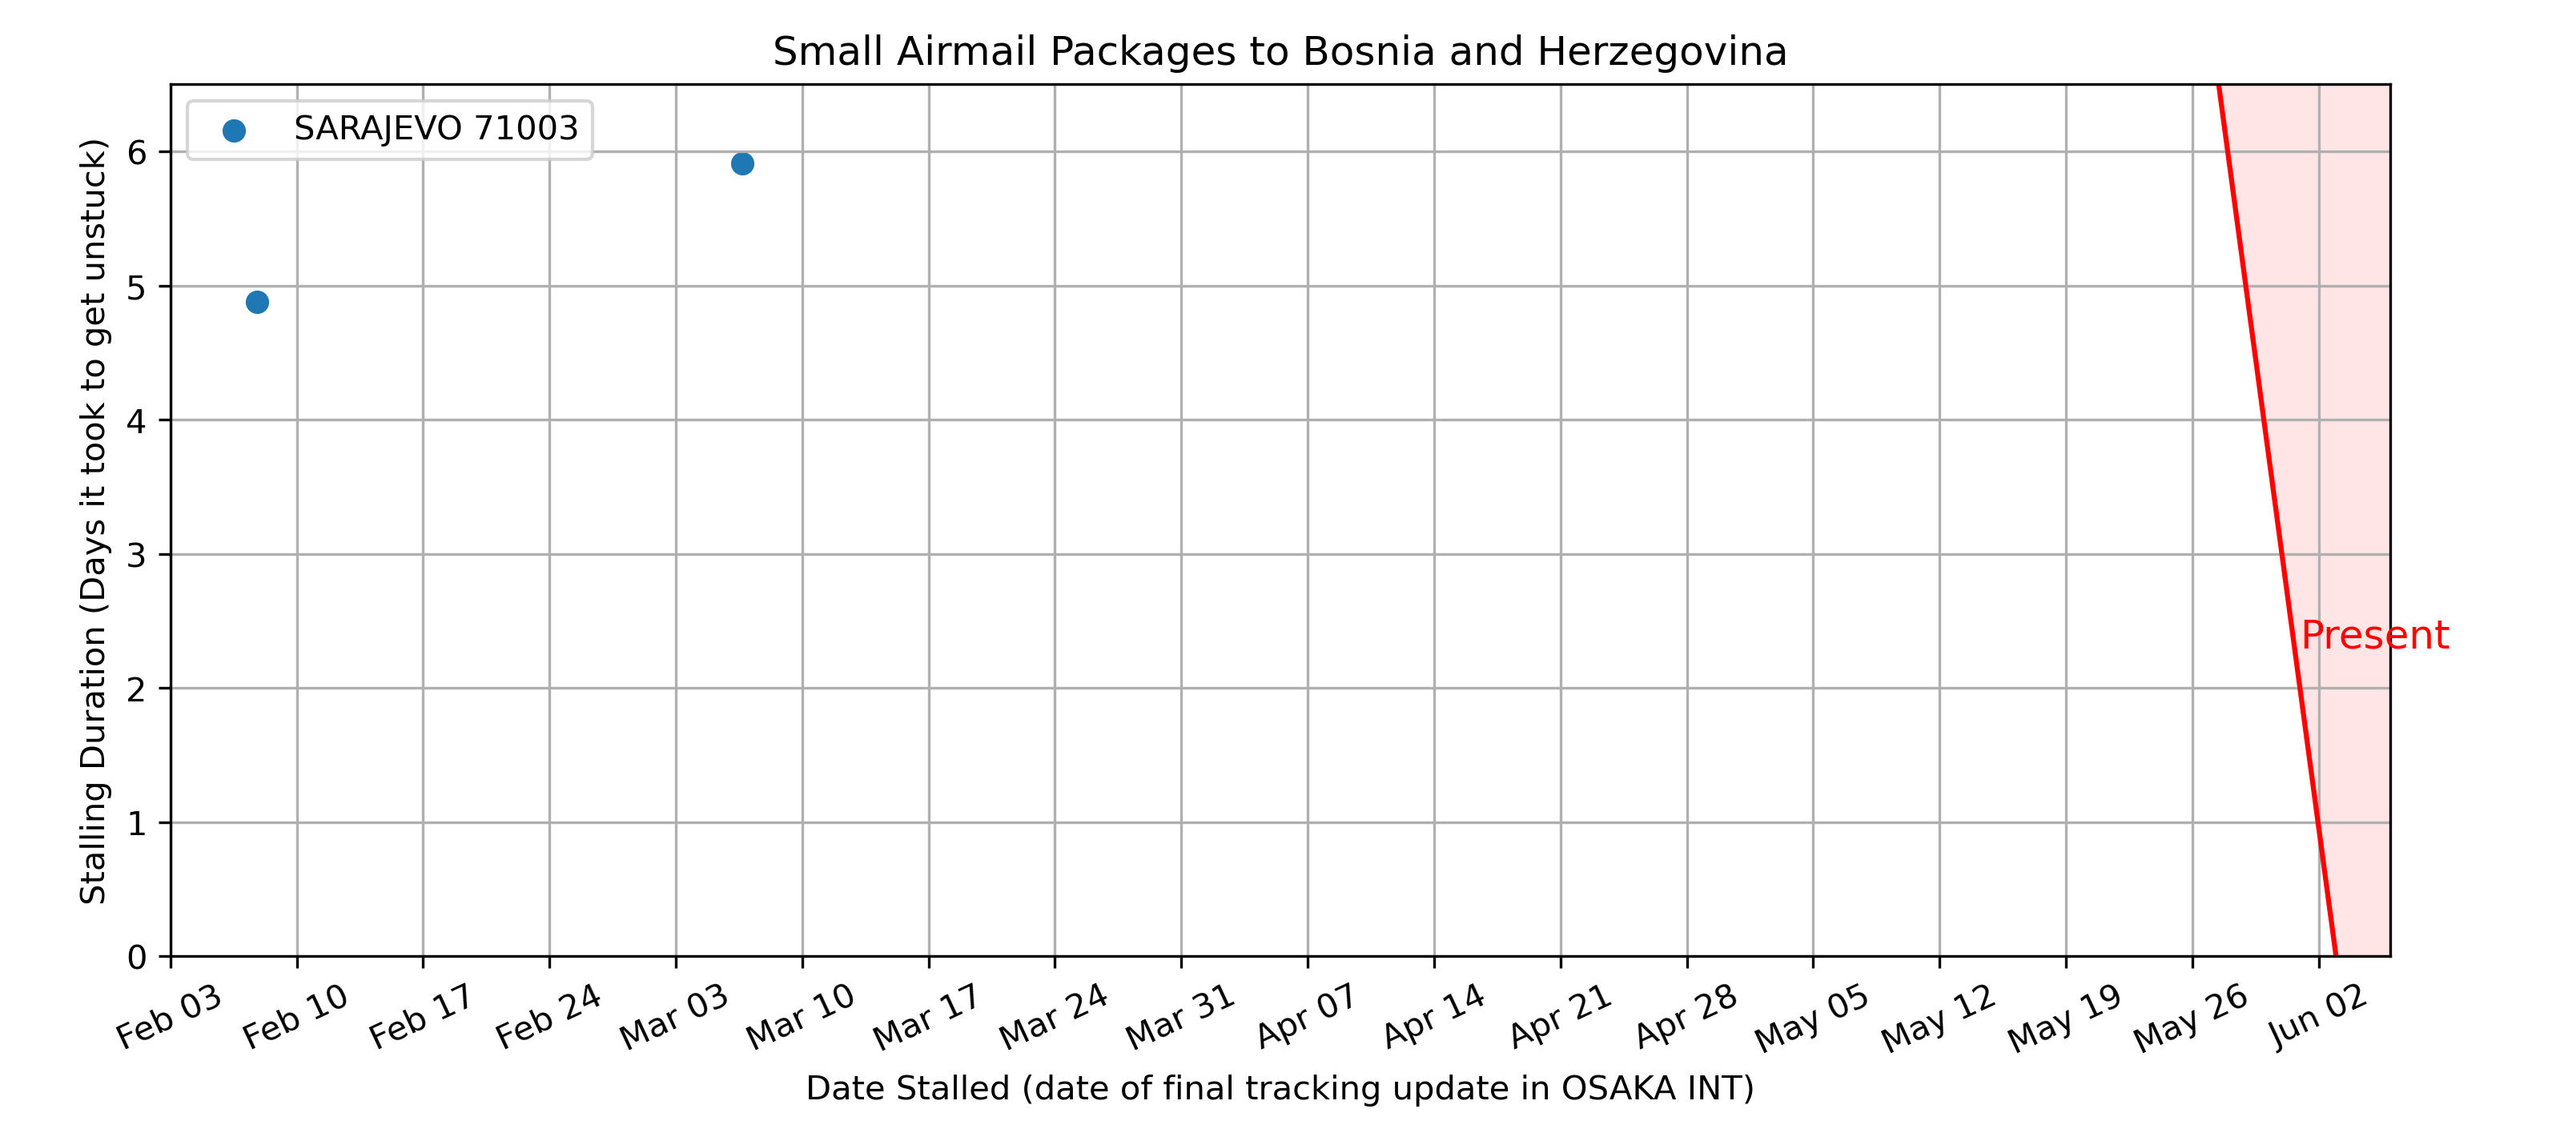 Small Airmail Packages to Bosnia and Herzegovina
SARAJEVO 71003
Stalling Duration (Days it took to get unstuck)
6
5
4
3
2
1
0
Present
Feb 03
Feb 10
Feb 17
Feb 24
Mar 03
Mar 10
Mar 17
Mar 24
Mar 31
Apr 07
Apr 14
Apr 21
Apr 28
May 05
May 12
May 19
May 26
Jun 02
Date Stalled (date of final tracking update in OSAKA INT)